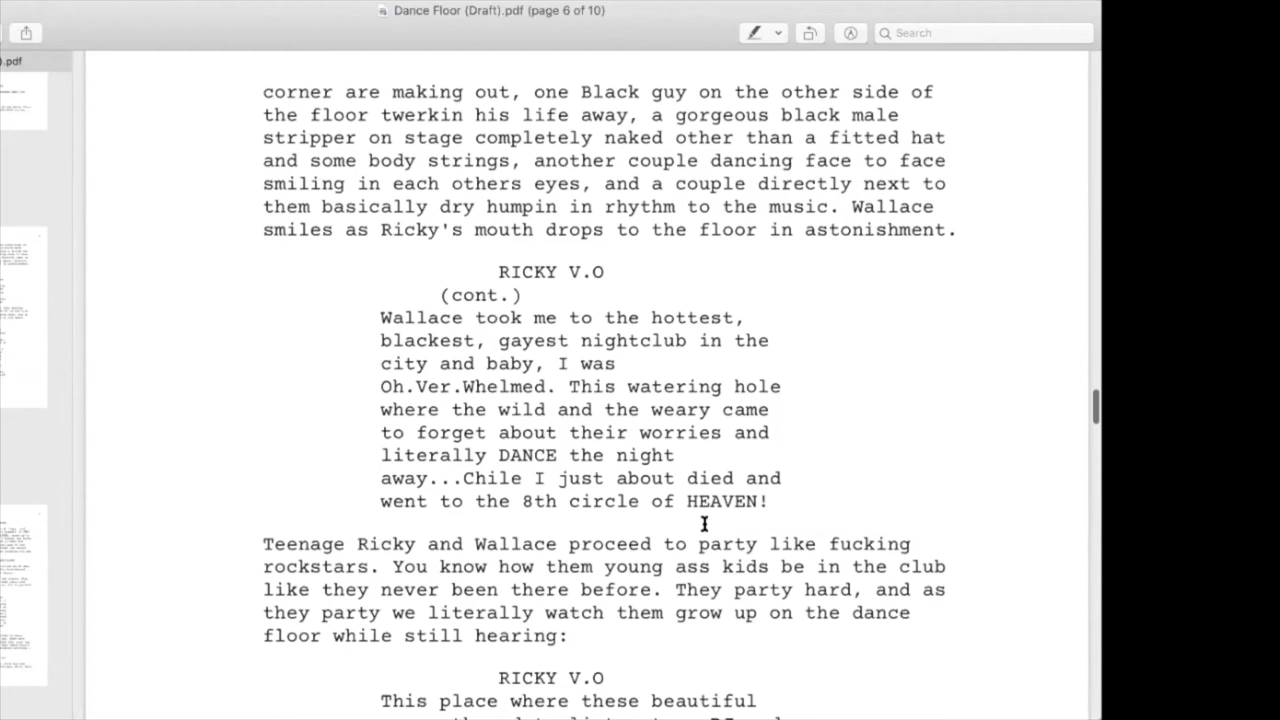 Dance Floor (Draft).pdf (page 6 of 10)
Search
).pdf
corner are making out, one Black guy on the other side of
the floor twerkin his life away, a gorgeous black male
stripper on stage completely naked other than a fitted hat
and some body strings, another couple dancing face to face
smiling in each others eyes, and a couple directly next to
them basically dry humpin in rhythm to the music. Wallace
smiles as Ricky's mouth drops to the floor in astonishment.
RICKY V.O
(cont.)
Wallace took me to the hottest,
blackest, gayest nightclub in the
city and baby, I was
Oh.Ver.Whelmed. This watering hole
where the wild and the weary came
to forget about their worries and
literally DANCE the night
away...Chile I just about died and
went to the 8th circle of HEAVEN!
Teenage Ricky and Wallace proceed to party like fucking
rockstars. You know how them young ass kids be in the club
like they never been there before. They party hard, and as
they party we literally watch them grow up on the dance
floor while still hearing:
RICKY V.O
This place where these beautiful